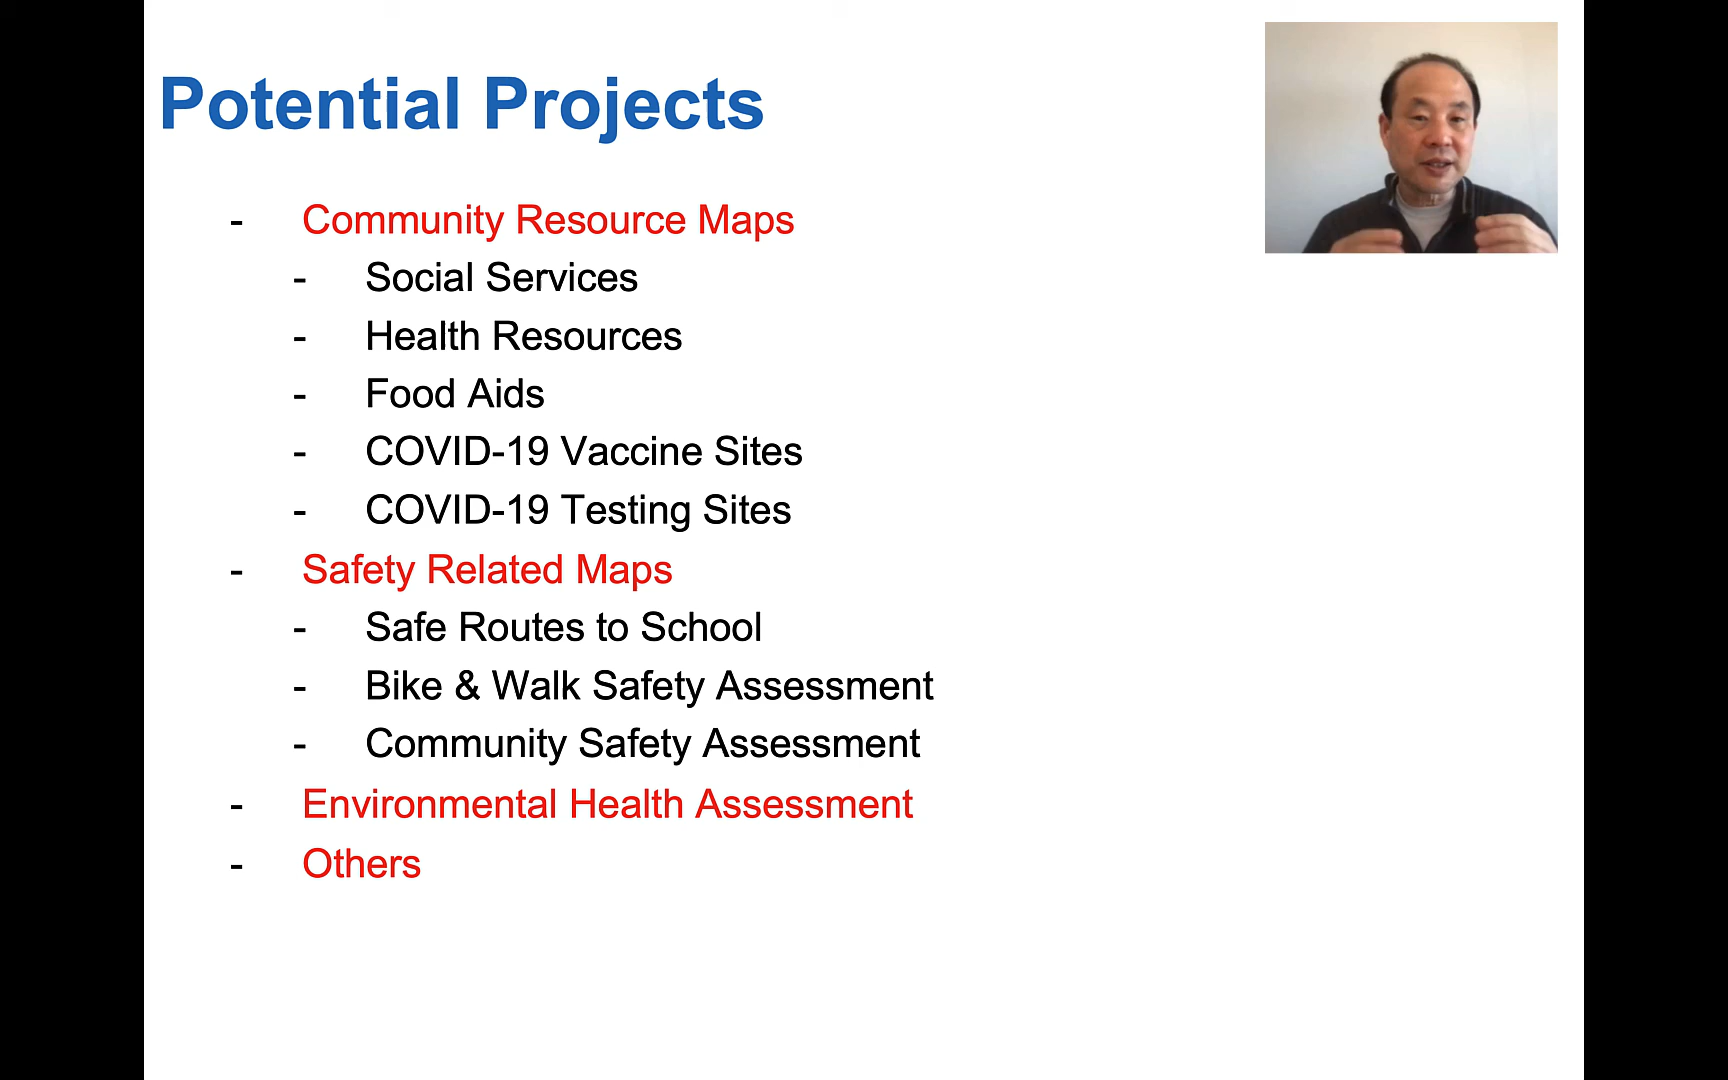 Potential Projects
- Community Resource Maps
- Social Services
- Health Resources
- Food Aids
- COVID-19 Vaccine Sites
- COVID-19 Testing Sites
- Safety Related Maps
- Safe Routes to School
- Bike & Walk Safety Assessment
- Community Safety Assessment
- Environmental Health Assessment
- Others